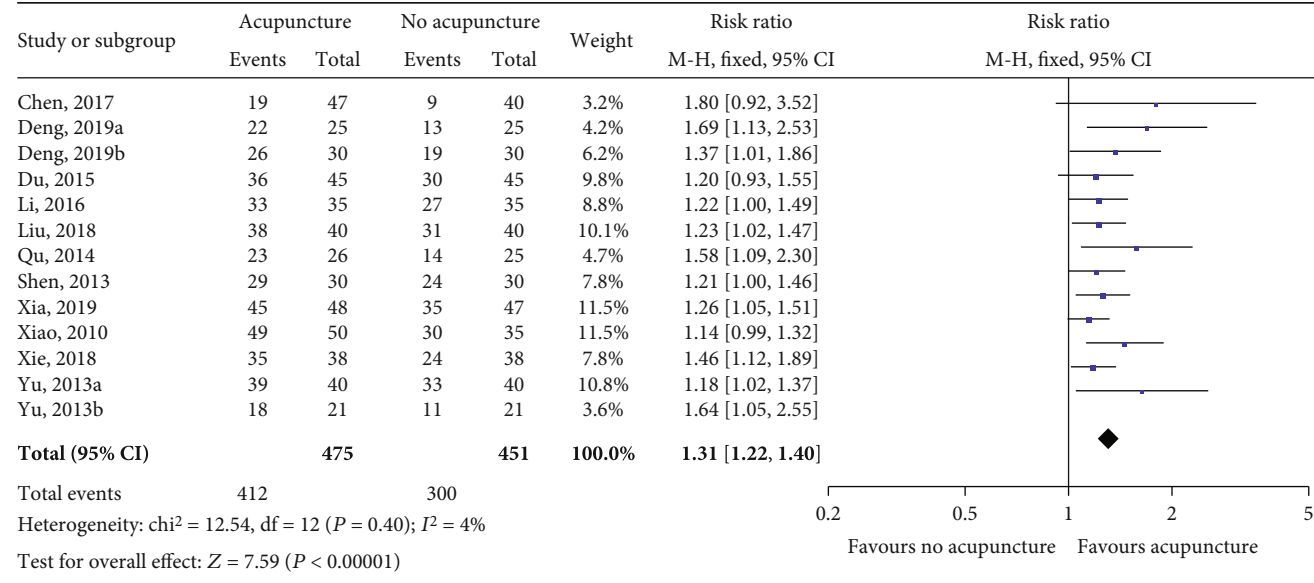 Study or subgroup Acupuncture No acupuncture Weight Risk ratio Risk ratio
Events Total Events Total M-H, fixed, 95% CI M-H, fixed, 95% CI
Chen, 2017 19 47 9 40 3.2% 1.80 [0.92, 3.52]
Deng, 2019a 22 25 13 25 4.2% 1.69 [1.13, 2.53]
Deng, 2019b 26 30 19 30 6.2% 1.37 [1.01, 1.86]
Du, 2015 36 45 30 45 9.8% 1.20 [0.93, 1.55]
Li, 2016 33 35 27 35 8.8% 1.22 [1.00, 1.49]
Liu, 2018 38 40 31 40 10.1% 1.23 [1.02, 1.47]
Qu, 2014 23 26 14 25 4.7% 1.58 [1.09, 2.30]
Shen, 2013 29 30 24 30 7.8% 1.21 [1.00, 1.46]
Xia, 2019 45 48 35 47 11.5% 1.26 [1.05, 1.51]
Xiao, 2010 49 50 30 35 11.5% 1.14 [0.99, 1.32]
Xie, 2018 35 38 24 38 7.8% 1.46 [1.12, 1.89]
Yu, 2013a 39 40 33 40 10.8% 1.18 [1.02, 1.37]
Yu, 2013b 18 21 11 21 3.6% 1.64 [1.05, 2.55]
Total (95% CI) 475 451 100.0% 1.31 [1.22, 1.40]
Total events 412 300
Heterogeneity: chi² = 12.54, df = 12 (P = 0.40); I² = 4%
Test for overall effect: Z = 7.59 (P < 0.00001)
0.2 0.5 1 2 5
Favours no acupuncture Favours acupuncture